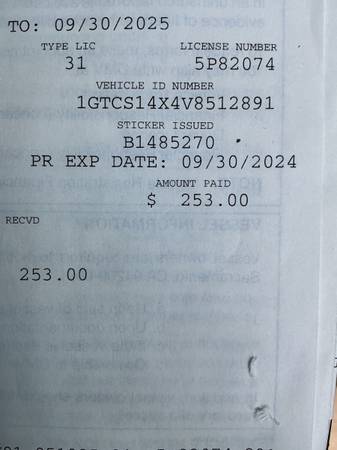 TO: 09/30/2025
TYPE LIC LICENSE NUMBER
31 5P82074
VEHICLE ID NUMBER
1GTCS14X4V8512891
STICKER ISSUED
B1485270
PR EXP DATE: 09/30/2024
AMOUNT PAID
$ 253.00
RECVD
253.00